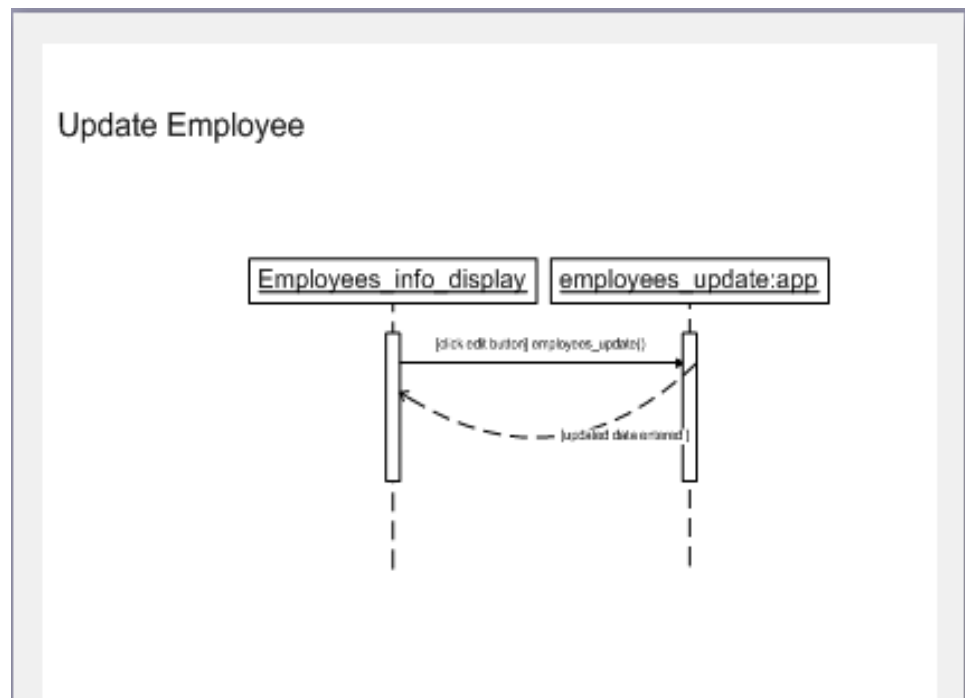 Update Employee
Employees_info_display
employees_update:app
[click edit button] employees_update()
[updated data entered ]